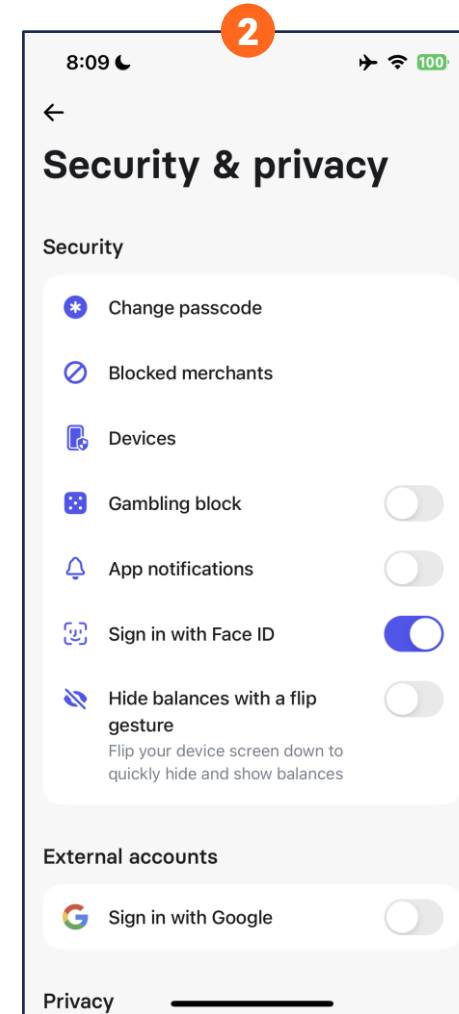 2
8:09
100
Security & privacy
Security
Change passcode
Blocked merchants
Devices
Gambling block
App notifications
Sign in with Face ID
Hide balances with a flip
gesture
Flip your device screen down to
quickly hide and show balances
External accounts
Sign in with Google
Privacy